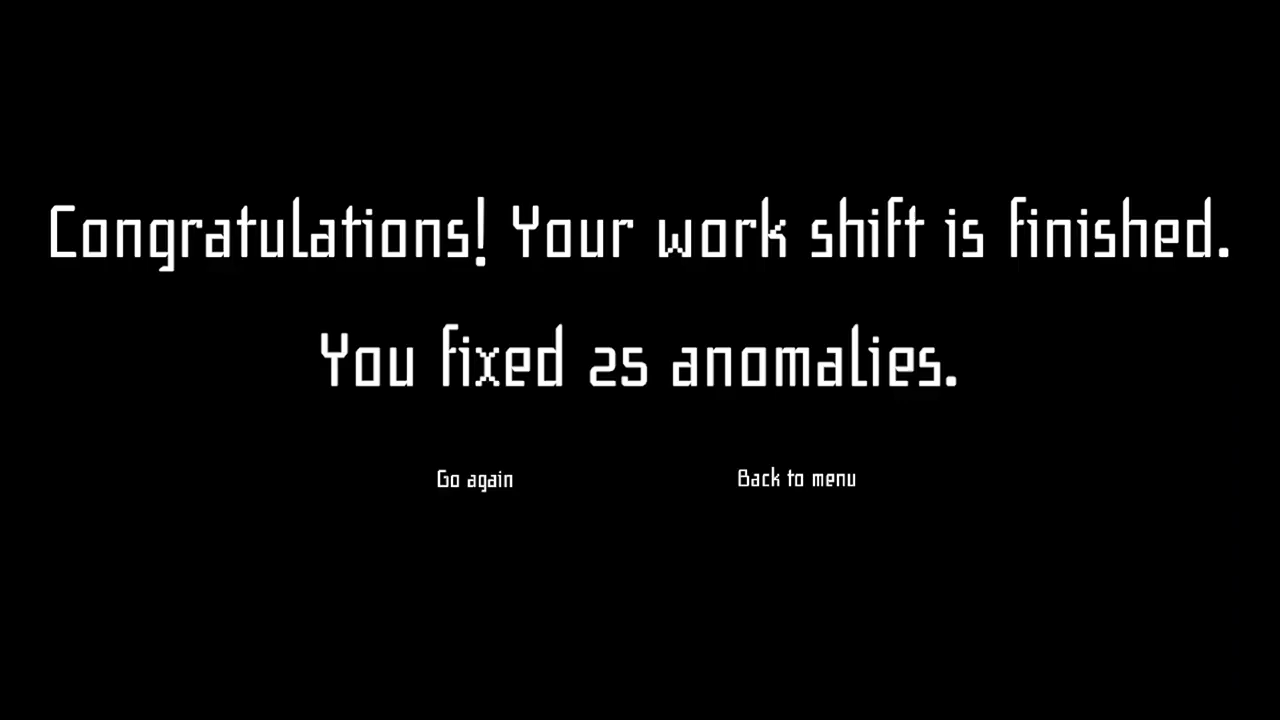 Congratulations! Your work shift is finished.
You fixed 25 anomalies.
Go again
Back to menu